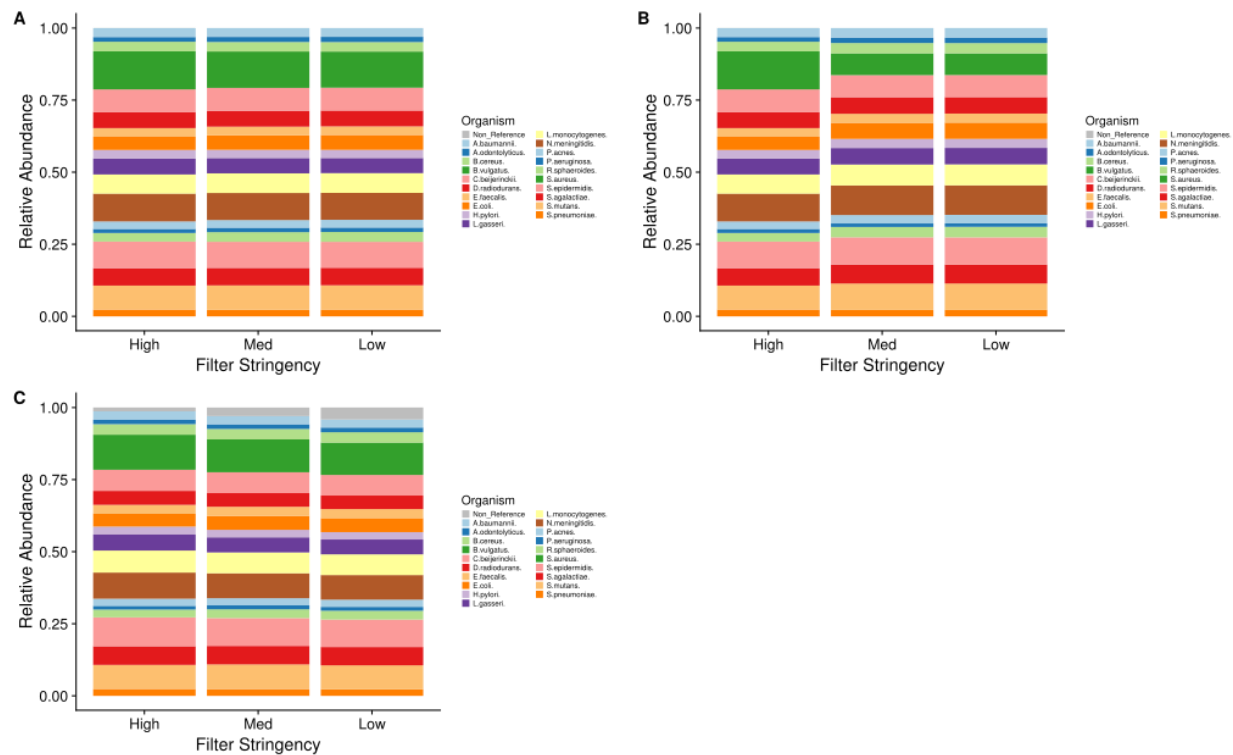 A
1.00
0.75
0.50
0.25
0.00
Relative Abundance
High Med Low
Filter Stringency
Organism
Non_Reference
A.baumannii.
A.odontolyticus.
B.cereus.
B.vulgatus.
C.beijerinckii.
D.radiodurans.
E.faecalis.
E.coli.
H.pylori.
L.gasseri.
L.monocytogenes.
N.meningitidis.
P.acnes.
P.aeruginosa.
R.sphaeroides.
S.aureus.
S.epidermidis.
S.agalactiae.
S.mutans.
S.pneumoniae.
B
1.00
0.75
0.50
0.25
0.00
Relative Abundance
High Med Low
Filter Stringency
Organism
Non_Reference
A.baumannii.
A.odontolyticus.
B.cereus.
B.vulgatus.
C.beijerinckii.
D.radiodurans.
E.faecalis.
E.coli.
H.pylori.
L.gasseri.
L.monocytogenes.
N.meningitidis.
P.acnes.
P.aeruginosa.
R.sphaeroides.
S.aureus.
S.epidermidis.
S.agalactiae.
S.mutans.
S.pneumoniae.
C
1.00
0.75
0.50
0.25
0.00
Relative Abundance
High Med Low
Filter Stringency
Organism
Non_Reference
A.baumannii.
A.odontolyticus.
B.cereus.
B.vulgatus.
C.beijerinckii.
D.radiodurans.
E.faecalis.
E.coli.
H.pylori.
L.gasseri.
L.monocytogenes.
N.meningitidis.
P.acnes.
P.aeruginosa.
R.sphaeroides.
S.aureus.
S.epidermidis.
S.agalactiae.
S.mutans.
S.pneumoniae.